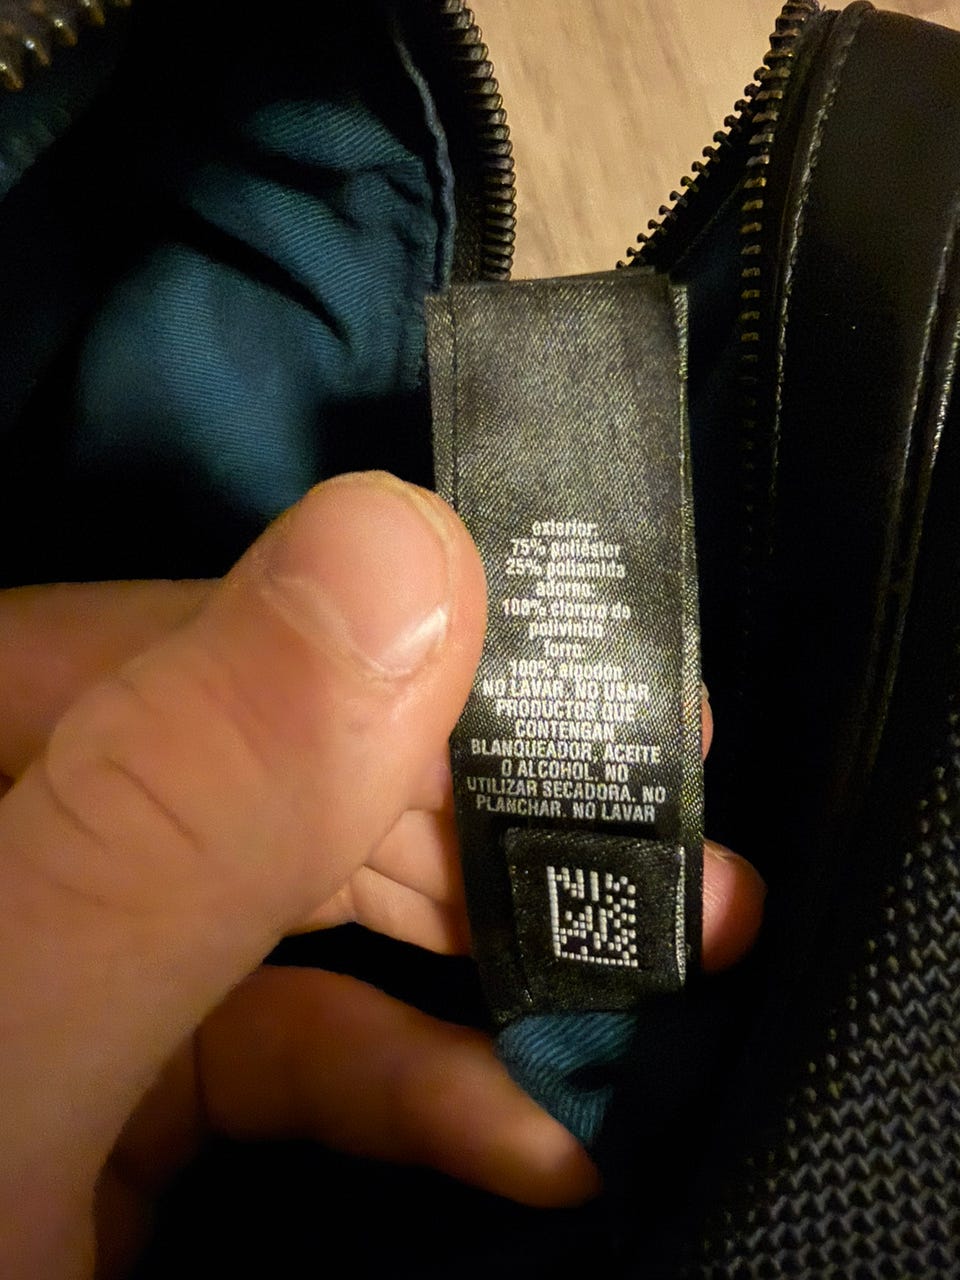 exterior:
75% poliéster
25% poliamida
adorno:
100% cloruro de
polivinilo
forro:
100% algodón
NO LAVAR. NO USAR
PRODUCTOS QUE
CONTENGAN
BLANQUEADOR, ACEITE
O ALCOHOL. NO
UTILIZAR SECADORA. NO
PLANCHAR. NO LAVAR